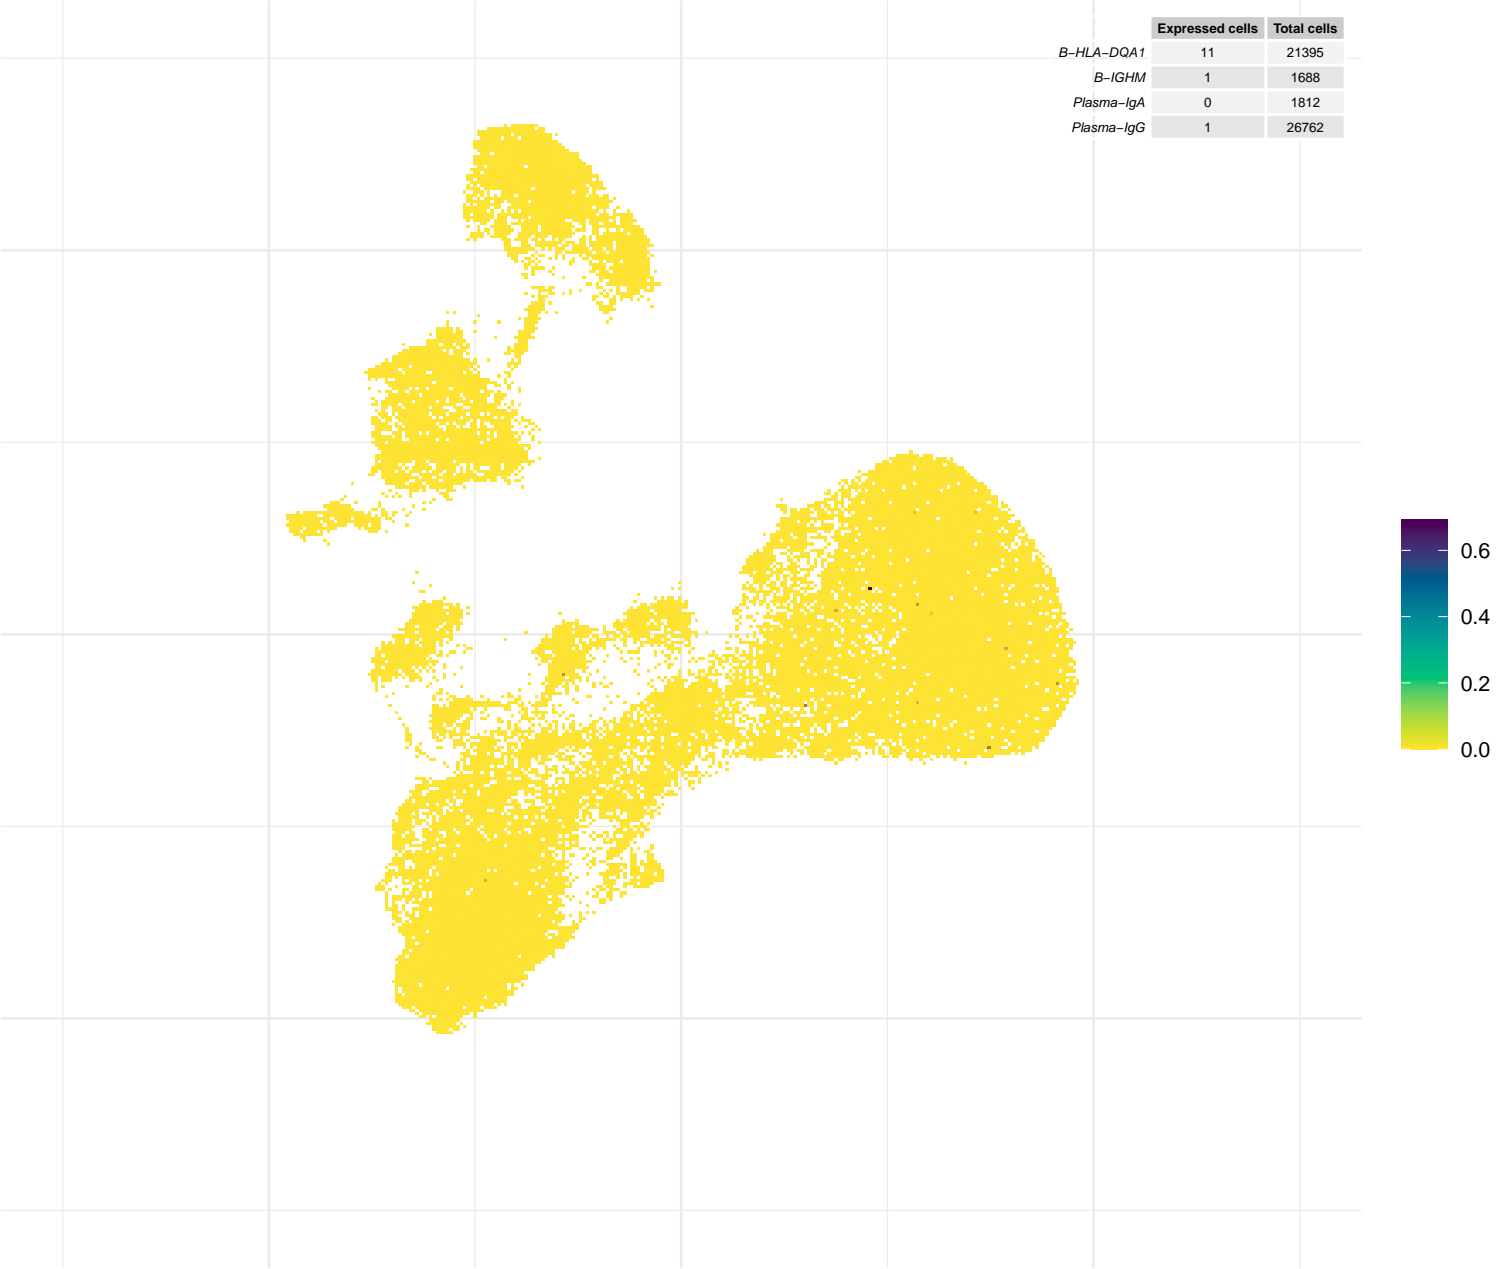 Expressed cells Total cells
B−HLA−DQA1 11 21395
B−IGHM 1 1688
Plasma−IgA 0 1812
Plasma−IgG 1 26762
0.6
0.4
0.2
0.0